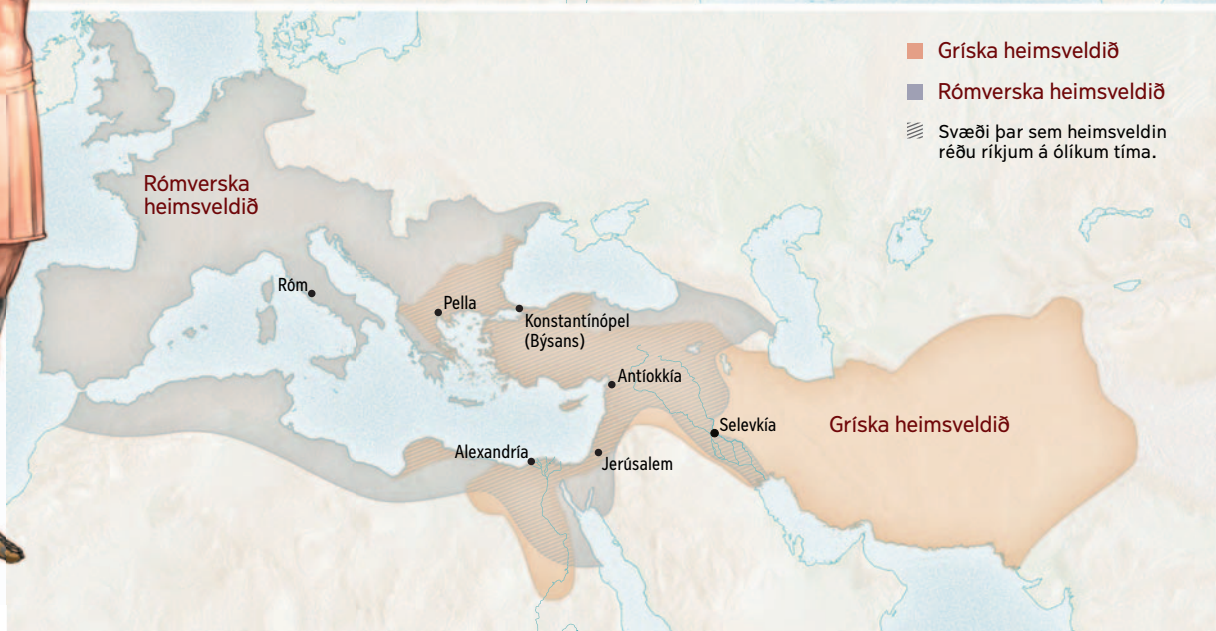 Gríska heimsveldið
Rómverska heimsveldið
Svæði þar sem heimsveldin
réðu ríkjum á ólíkum tíma.
Rómverska
heimsveldið
Róm
Pella
Konstantínópel
(Býsans)
Antíokkía
Selevkía
Gríska heimsveldið
Alexandría
Jerúsalem